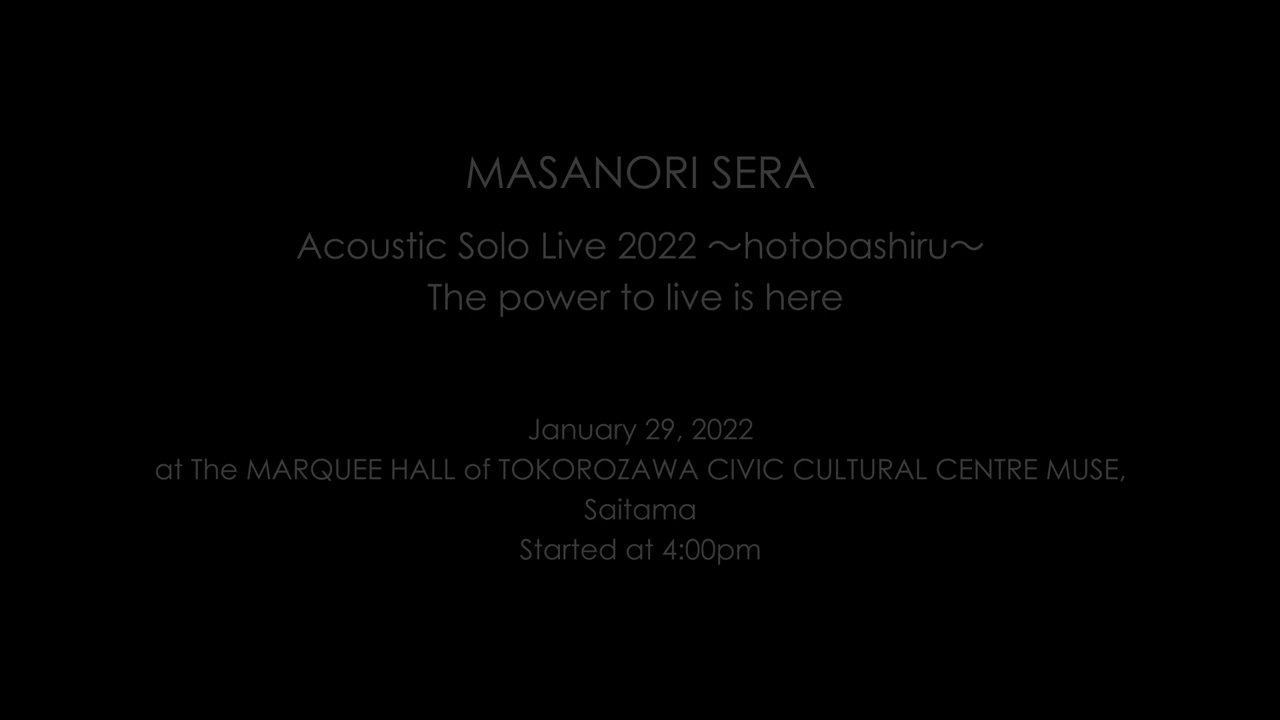 MASANORI SERA
Acoustic Solo Live 2022 〜hotobashiru〜
The power to live is here
January 29, 2022
at The MARQUEE HALL of TOKOROZAWA CIVIC CULTURAL CENTRE MUSE,
Saitama
Started at 4:00pm